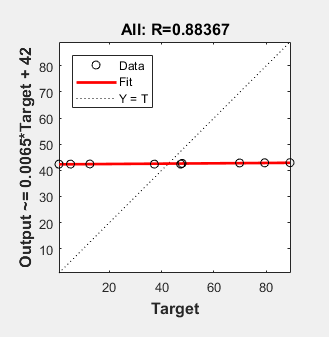 All: R=0.88367
Data
Fit
Y = T
Output ~= 0.0065*Target + 42
80
70
60
50
40
30
20
10
20
40
60
80
Target